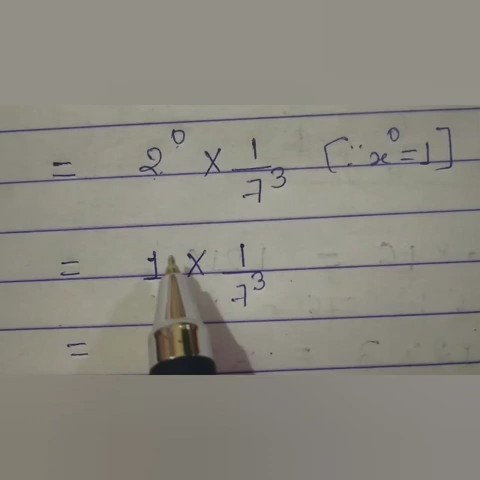 = 2⁰ × 1/7³ [∵ x⁰ = 1]
= 1 × 1/7³
=